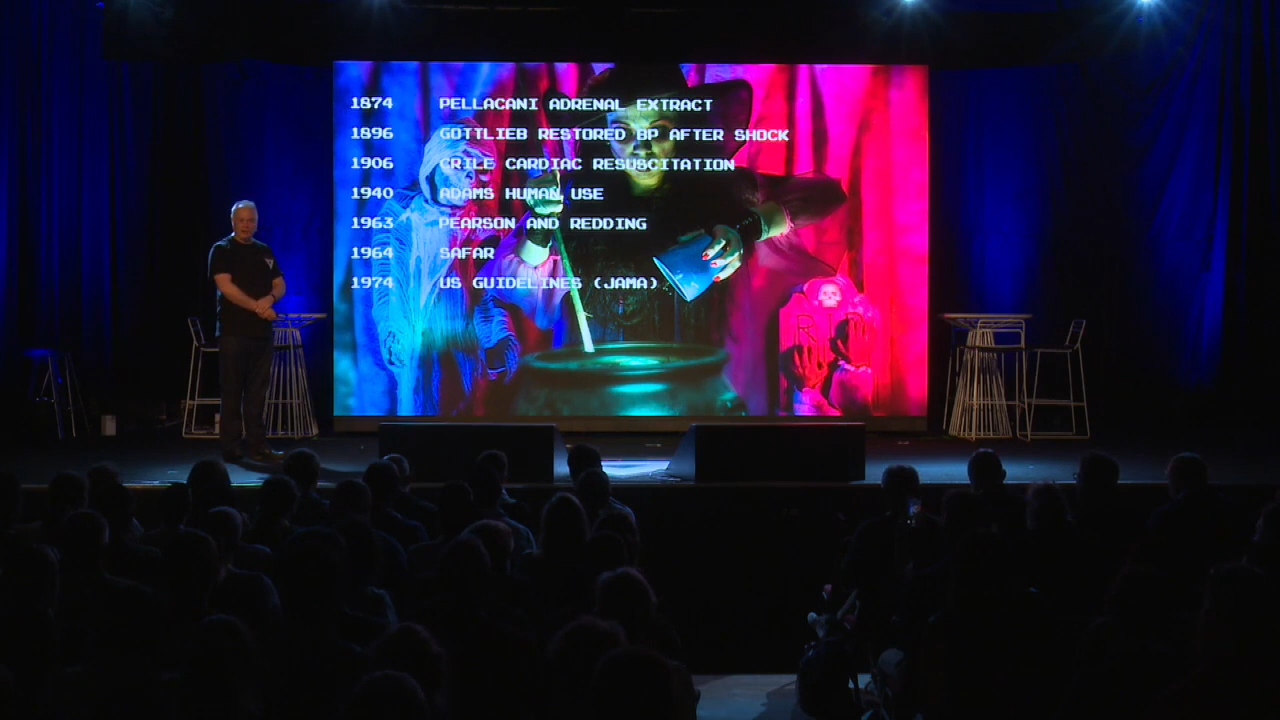 1874 PELLACANI ADRENAL EXTRACT
1896 GOTTLIEB RESTORED BP AFTER SHOCK
1906 CRILE CARDIAC RESUSCITATION
1940 ADAMS HUMAN USE
1963 PEARSON AND REDDING
1964 SAFAR
1974 US GUIDELINES (JAMA)
RIP